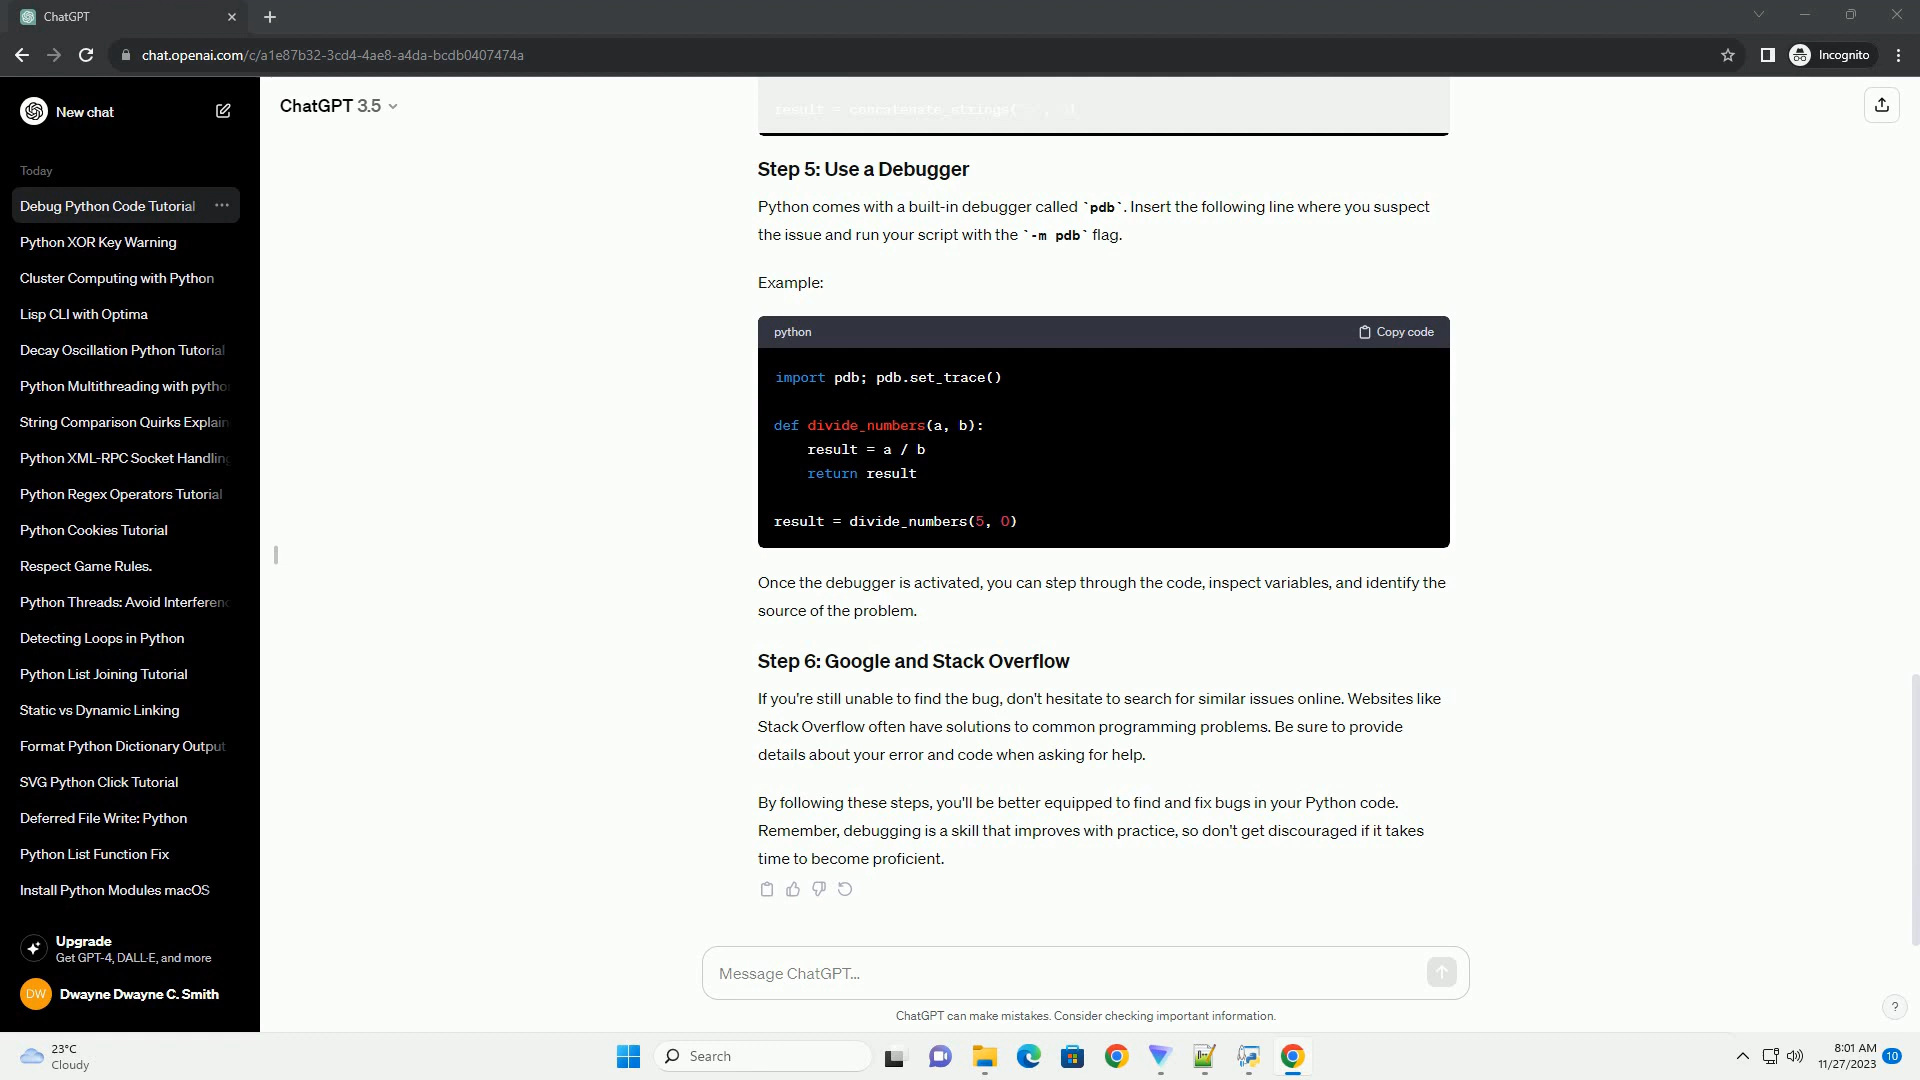 ChatGPT
chat.openai.com/c/a1e87b32-3cd4-4ae8-a4da-bcdb0407474a
Incognito
New chat
Today
Debug Python Code Tutorial
Python XOR Key Warning
Cluster Computing with Python
Lisp CLI with Optima
Decay Oscillation Python Tutorial
Python Multithreading with pytho
String Comparison Quirks Explain
Python XML-RPC Socket Handling
Python Regex Operators Tutorial
Python Cookies Tutorial
Respect Game Rules.
Python Threads: Avoid Interferenc
Detecting Loops in Python
Python List Joining Tutorial
Static vs Dynamic Linking
Format Python Dictionary Output
SVG Python Click Tutorial
Deferred File Write: Python
Python List Function Fix
Install Python Modules macOS
Upgrade
Get GPT-4, DALL·E, and more
DW
Dwayne Dwayne C. Smith
ChatGPT 3.5
result = concatenate_strings(
Step 5: Use a Debugger
Python comes with a built-in debugger called `pdb`. Insert the following line where you suspect
the issue and run your script with the `-m pdb` flag.
Example:
python
Copy code
import pdb; pdb.set_trace()
def divide_numbers(a, b):
result = a / b
return result
result = divide_numbers(5, 0)
Once the debugger is activated, you can step through the code, inspect variables, and identify the
source of the problem.
Step 6: Google and Stack Overflow
If you're still unable to find the bug, don't hesitate to search for similar issues online. Websites like
Stack Overflow often have solutions to common programming problems. Be sure to provide
details about your error and code when asking for help.
By following these steps, you'll be better equipped to find and fix bugs in your Python code.
Remember, debugging is a skill that improves with practice, so don't get discouraged if it takes
time to become proficient.
Message ChatGPT...
ChatGPT can make mistakes. Consider checking important information.
?
23°C
Cloudy
Search
8:01 AM
11/27/2023
10